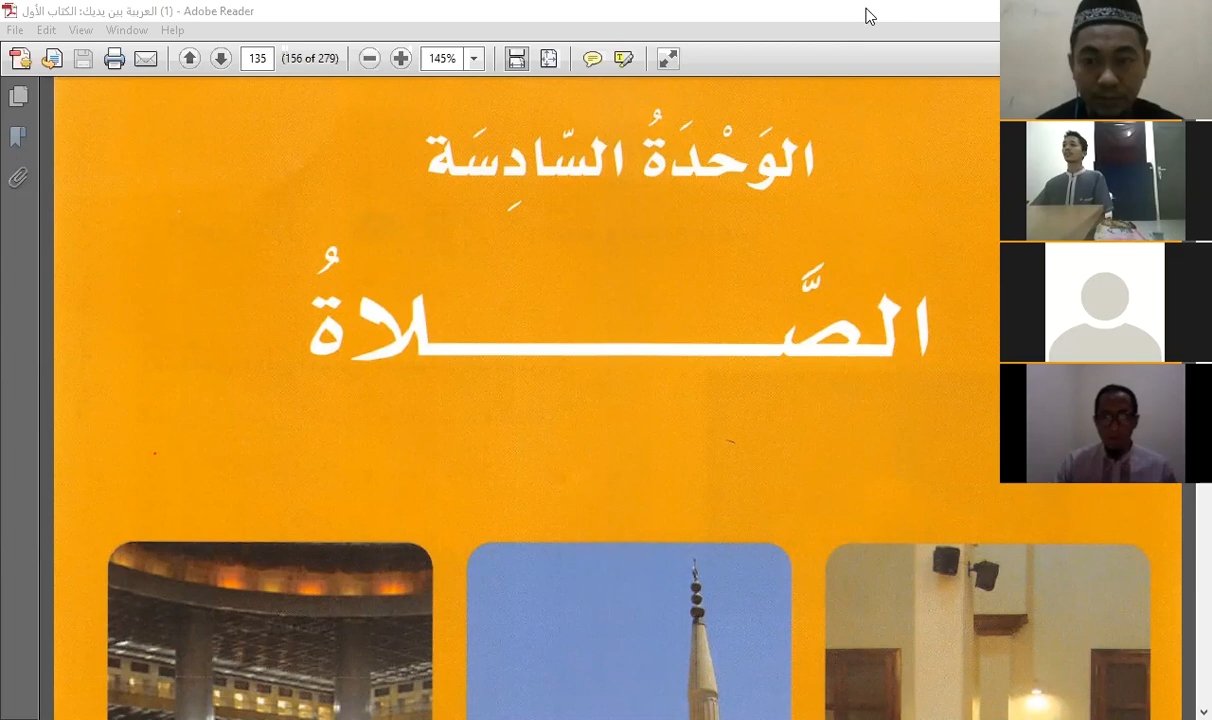 العربية بين يديك: الكتاب الأول (1) - Adobe Reader
File Edit View Window Help
135 (156 of 279) 145%
الوَحْدَةُ السّادِسَة
الصَّـــــــــلاةُ